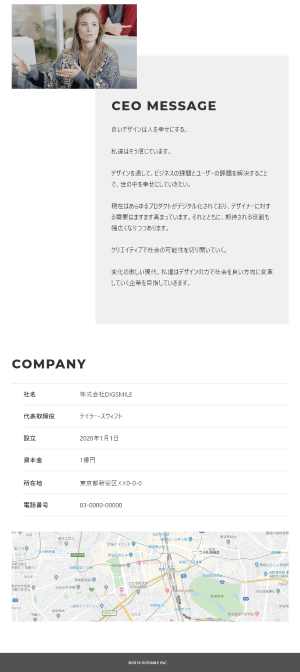 CEO MESSAGE
良いデザインは人を幸せにする。
私達はそう信じています。
デザインを通して、ビジネスの課題とユーザーの課題を解決すること
で、世の中を幸せにしていきたい。
現在はあらゆるプロダクトがデジタル化されており、デザイナーに対す
る需要はますます高まっています。それとともに、期待される役割も
幅広くなりつつあります。
クリエイティブで社会の可能性を切り開いていく。
変化の激しい現代、私達はデザインの力で社会を良い方向に変革
していく企業を目指していきます。
COMPANY
社名 株式会社DIGSMILE
代表取締役 テイラー・スウィフト
設立 2020年1月1日
資本金 1億円
所在地 東京都新宿区XX0-0-0
電話番号 03-0000-00000
©2018 DIGSMILE INC.